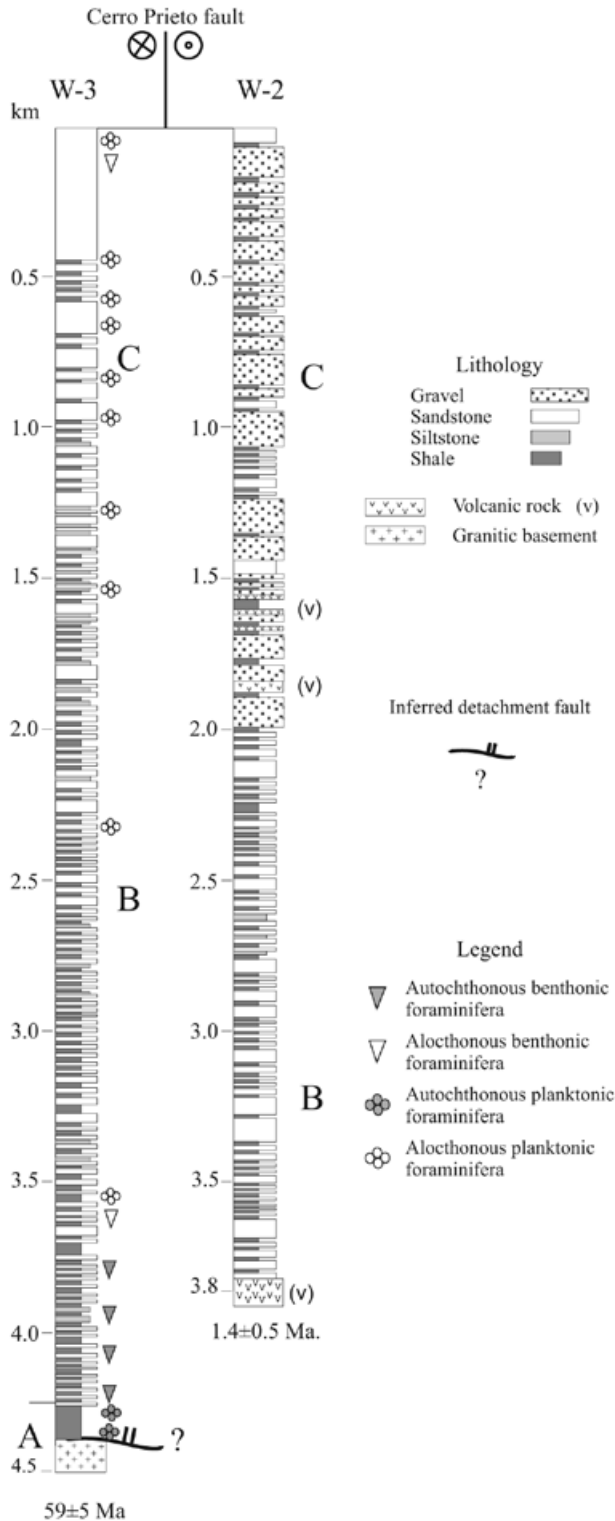 Cerro Prieto fault
W-3
W-2
km
0.5
0.5
C
C
1.0
1.0
1.5
1.5
(v)
(v)
2.0
2.0
2.5
2.5
B
3.0
3.0
B
3.5
3.5
3.8
(v)
1.4±0.5 Ma.
4.0
A
?
4.5
59±5 Ma
Lithology
Gravel
Sandstone
Siltstone
Shale
Volcanic rock (v)
Granitic basement
Inferred detachment fault
?
Legend
Autochthonous benthonic
foraminifera
Alocthonous benthonic
foraminifera
Autochthonous planktonic
foraminifera
Alocthonous planktonic
foraminifera